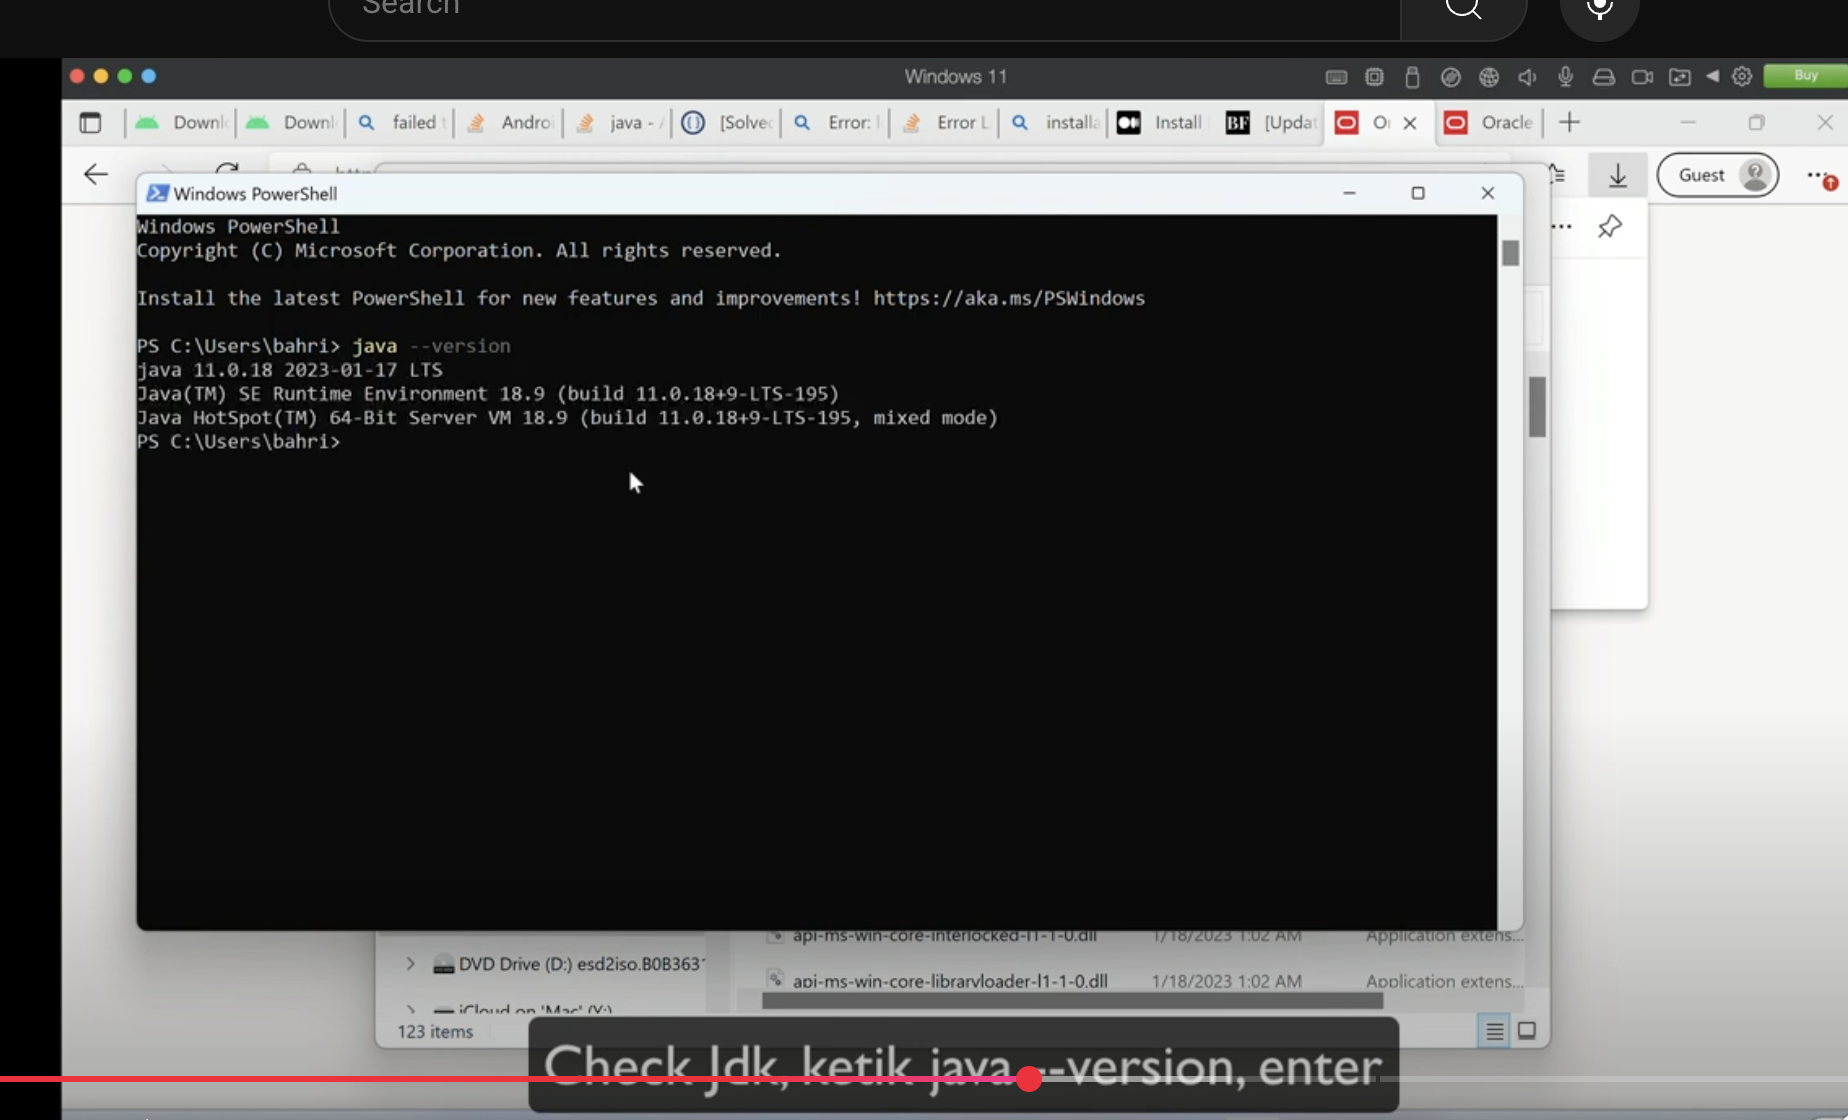 Search
Windows 11
Buy
Downl
Downl
failed
Androi
java -
[Solve
Error:
Error L
installa
Install
BF
[Updat
Or
Oracle
Guest
Windows PowerShell
Windows PowerShell
Copyright (C) Microsoft Corporation. All rights reserved.
Install the latest PowerShell for new features and improvements! https://aka.ms/PSWindows
PS C:\Users\bahri> java --version
java 11.0.18 2023-01-17 LTS
Java(TM) SE Runtime Environment 18.9 (build 11.0.18+9-LTS-195)
Java HotSpot(TM) 64-Bit Server VM 18.9 (build 11.0.18+9-LTS-195, mixed mode)
PS C:\Users\bahri>
api-ms-win-core-interlocked-l1-1-0.dll 1/18/2023 1:02 AM Application extens...
DVD Drive (D:) esd2iso.B0B363
api-ms-win-core-libraryloader-l1-1-0.dll 1/18/2023 1:02 AM Application extens...
iCloud on 'Mac' (Y:)
123 items
Check Jdk, ketik java --version, enter